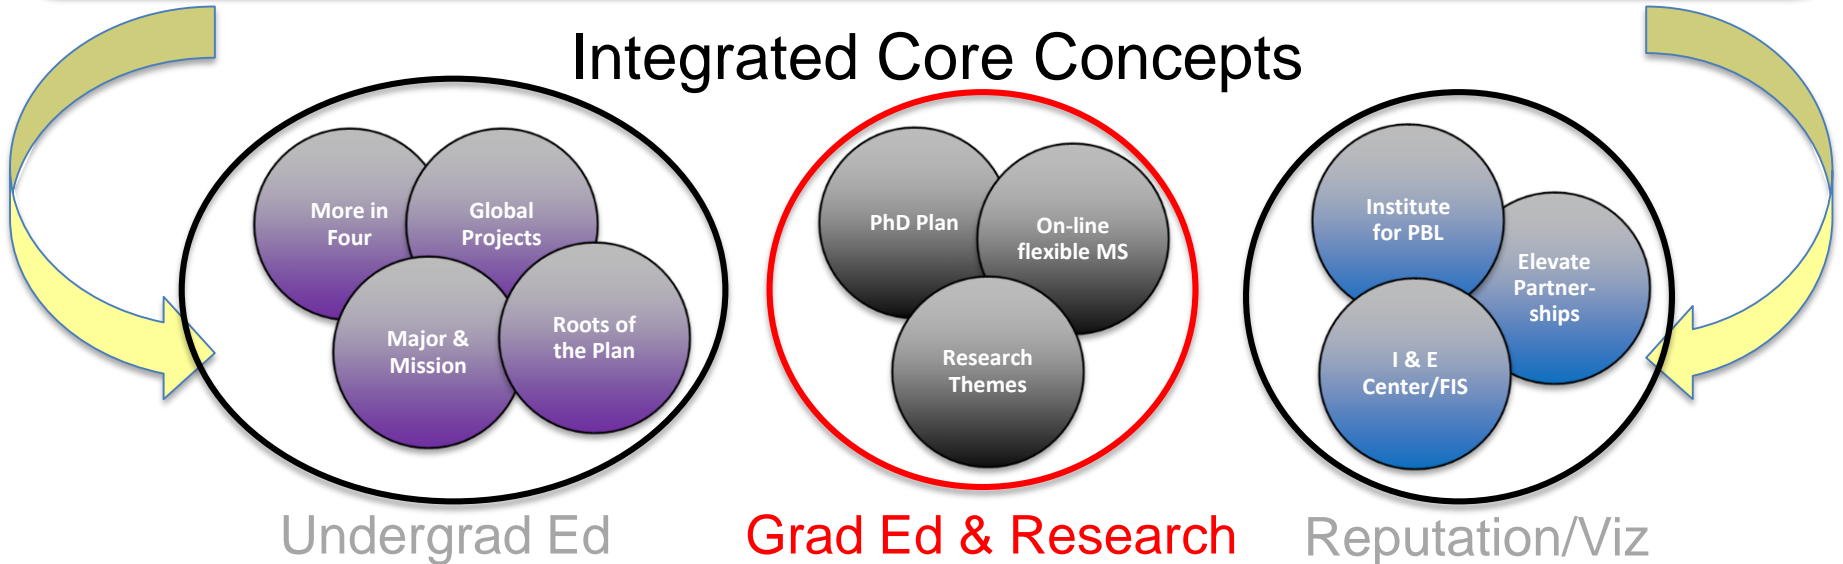 Integrated Core Concepts
More in
Four
Global
Projects
Major &
Mission
Roots of
the Plan
PhD Plan
On-line
flexible MS
Research
Themes
Institute
for PBL
Elevate
Partner-
ships
I & E
Center/FIS
Undergrad Ed
Grad Ed & Research
Reputation/Viz